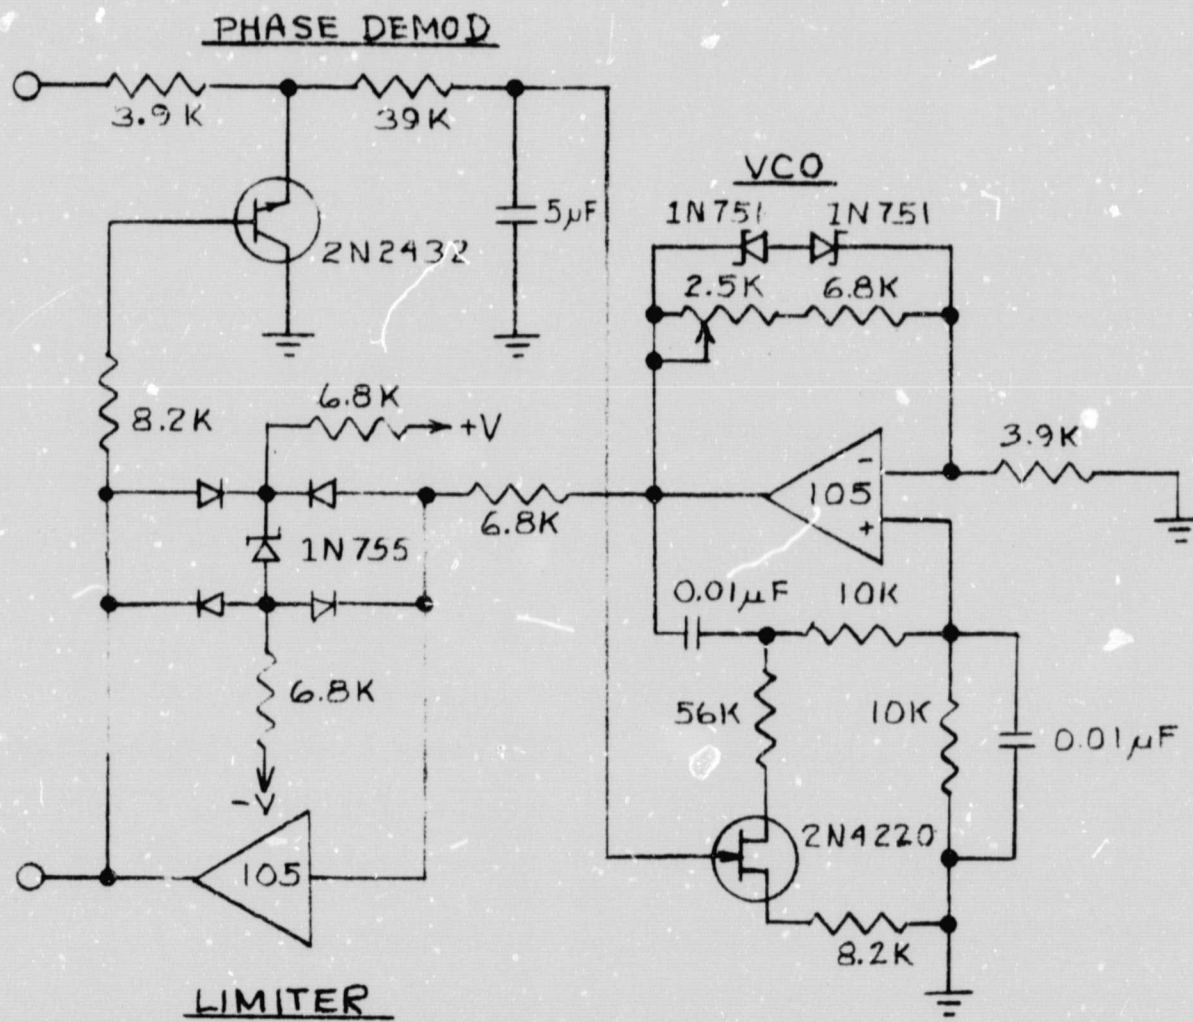 PHASE DEMOD
3.9K
39K
5µF
2N2432
VCO
1N751
1N751
2.5K
6.8K
8.2K
6.8K
+V
3.9K
-
105
+
6.8K
1N755
0.01µF
10K
6.8K
56K
10K
0.01µF
-V
2N4220
105
8.2K
LIMITER